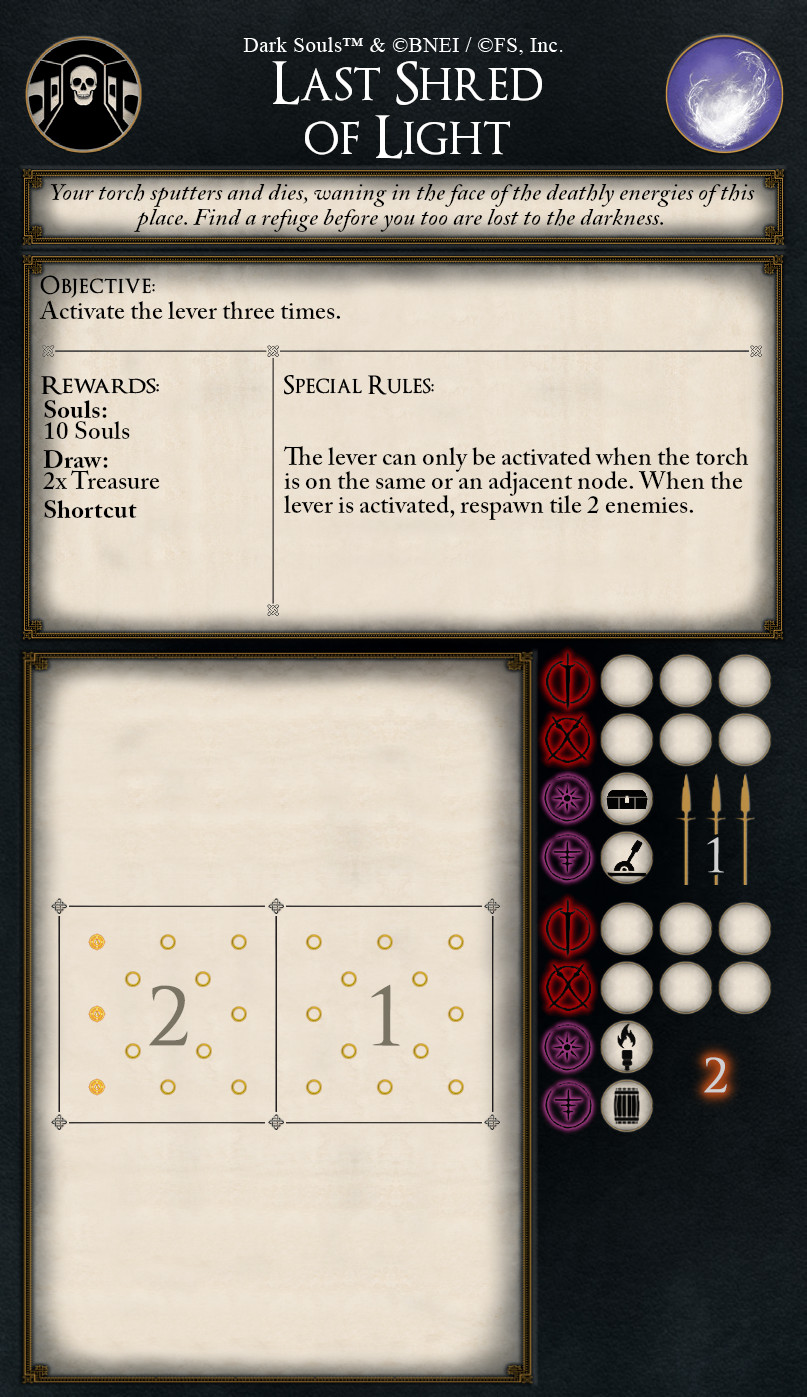 Dark Souls™ & ©BNEI / ©FS, Inc.
Last Shred
of Light
Your torch sputters and dies, waning in the face of the deathly energies of this
place. Find a refuge before you too are lost to the darkness.
Objective:
Activate the lever three times.
Rewards:
Souls:
10 Souls
Draw:
2x Treasure
Shortcut
Special Rules:
The lever can only be activated when the torch
is on the same or an adjacent node. When the
lever is activated, respawn tile 2 enemies.
2
1
1
2